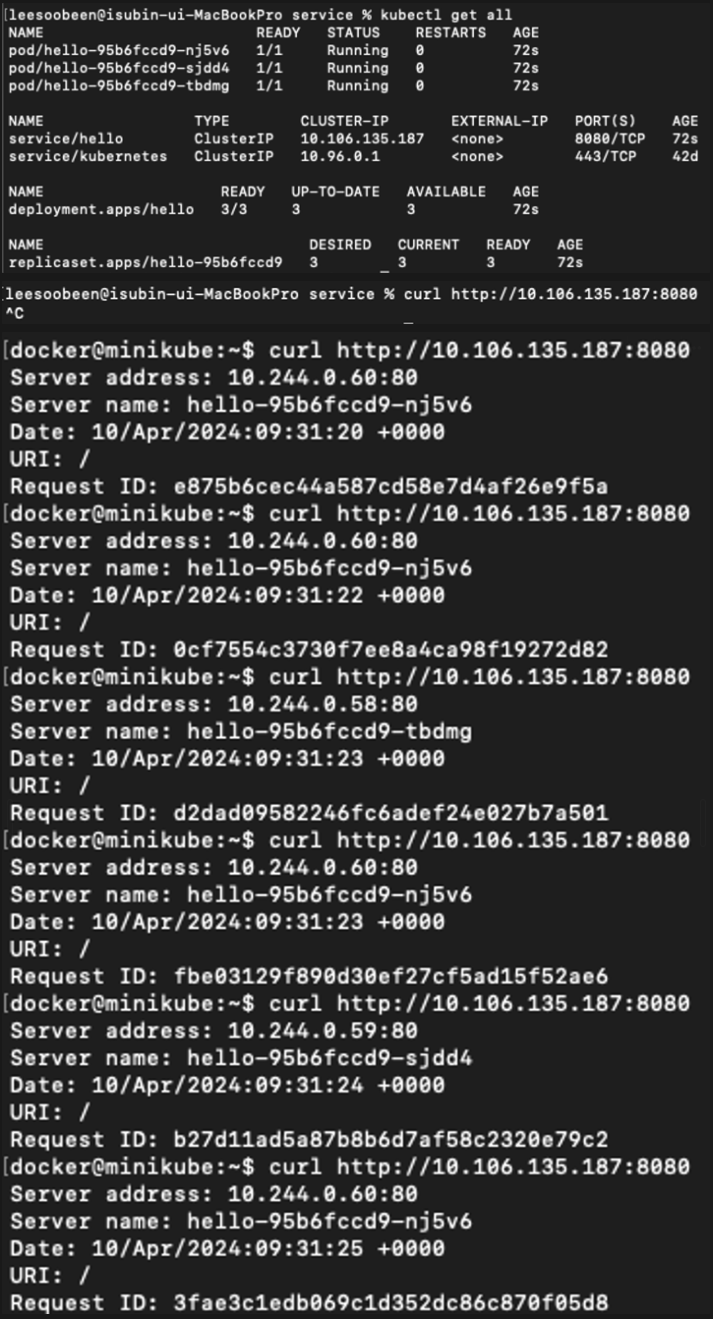 [leesoobeen@isubin-ui-MacBookPro service % kubectl get all
NAME READY STATUS RESTARTS AGE
pod/hello-95b6fccd9-nj5v6 1/1 Running 0 72s
pod/hello-95b6fccd9-sjdd4 1/1 Running 0 72s
pod/hello-95b6fccd9-tbdmg 1/1 Running 0 72s
NAME TYPE CLUSTER-IP EXTERNAL-IP PORT(S) AGE
service/hello ClusterIP 10.106.135.187 <none> 8080/TCP 72s
service/kubernetes ClusterIP 10.96.0.1 <none> 443/TCP 42d
NAME READY UP-TO-DATE AVAILABLE AGE
deployment.apps/hello 3/3 3 3 72s
NAME DESIRED CURRENT READY AGE
replicaset.apps/hello-95b6fccd9 3 3 3 72s
leesoobeen@isubin-ui-MacBookPro service % curl http://10.106.135.187:8080
^C
[docker@minikube:~$ curl http://10.106.135.187:8080
Server address: 10.244.0.60:80
Server name: hello-95b6fccd9-nj5v6
Date: 10/Apr/2024:09:31:20 +0000
URI: /
Request ID: e875b6cec44a587cd58e7d4af26e9f5a
[docker@minikube:~$ curl http://10.106.135.187:8080
Server address: 10.244.0.60:80
Server name: hello-95b6fccd9-nj5v6
Date: 10/Apr/2024:09:31:22 +0000
URI: /
Request ID: 0cf7554c3730f7ee8a4ca98f19272d82
[docker@minikube:~$ curl http://10.106.135.187:8080
Server address: 10.244.0.58:80
Server name: hello-95b6fccd9-tbdmg
Date: 10/Apr/2024:09:31:23 +0000
URI: /
Request ID: d2dad09582246fc6adef24e027b7a501
[docker@minikube:~$ curl http://10.106.135.187:8080
Server address: 10.244.0.60:80
Server name: hello-95b6fccd9-nj5v6
Date: 10/Apr/2024:09:31:23 +0000
URI: /
Request ID: fbe03129f890d30ef27cf5ad15f52ae6
[docker@minikube:~$ curl http://10.106.135.187:8080
Server address: 10.244.0.59:80
Server name: hello-95b6fccd9-sjdd4
Date: 10/Apr/2024:09:31:24 +0000
URI: /
Request ID: b27d11ad5a87b8b6d7af58c2320e79c2
[docker@minikube:~$ curl http://10.106.135.187:8080
Server address: 10.244.0.60:80
Server name: hello-95b6fccd9-nj5v6
Date: 10/Apr/2024:09:31:25 +0000
URI: /
Request ID: 3fae3c1edb069c1d352dc86c870f05d8